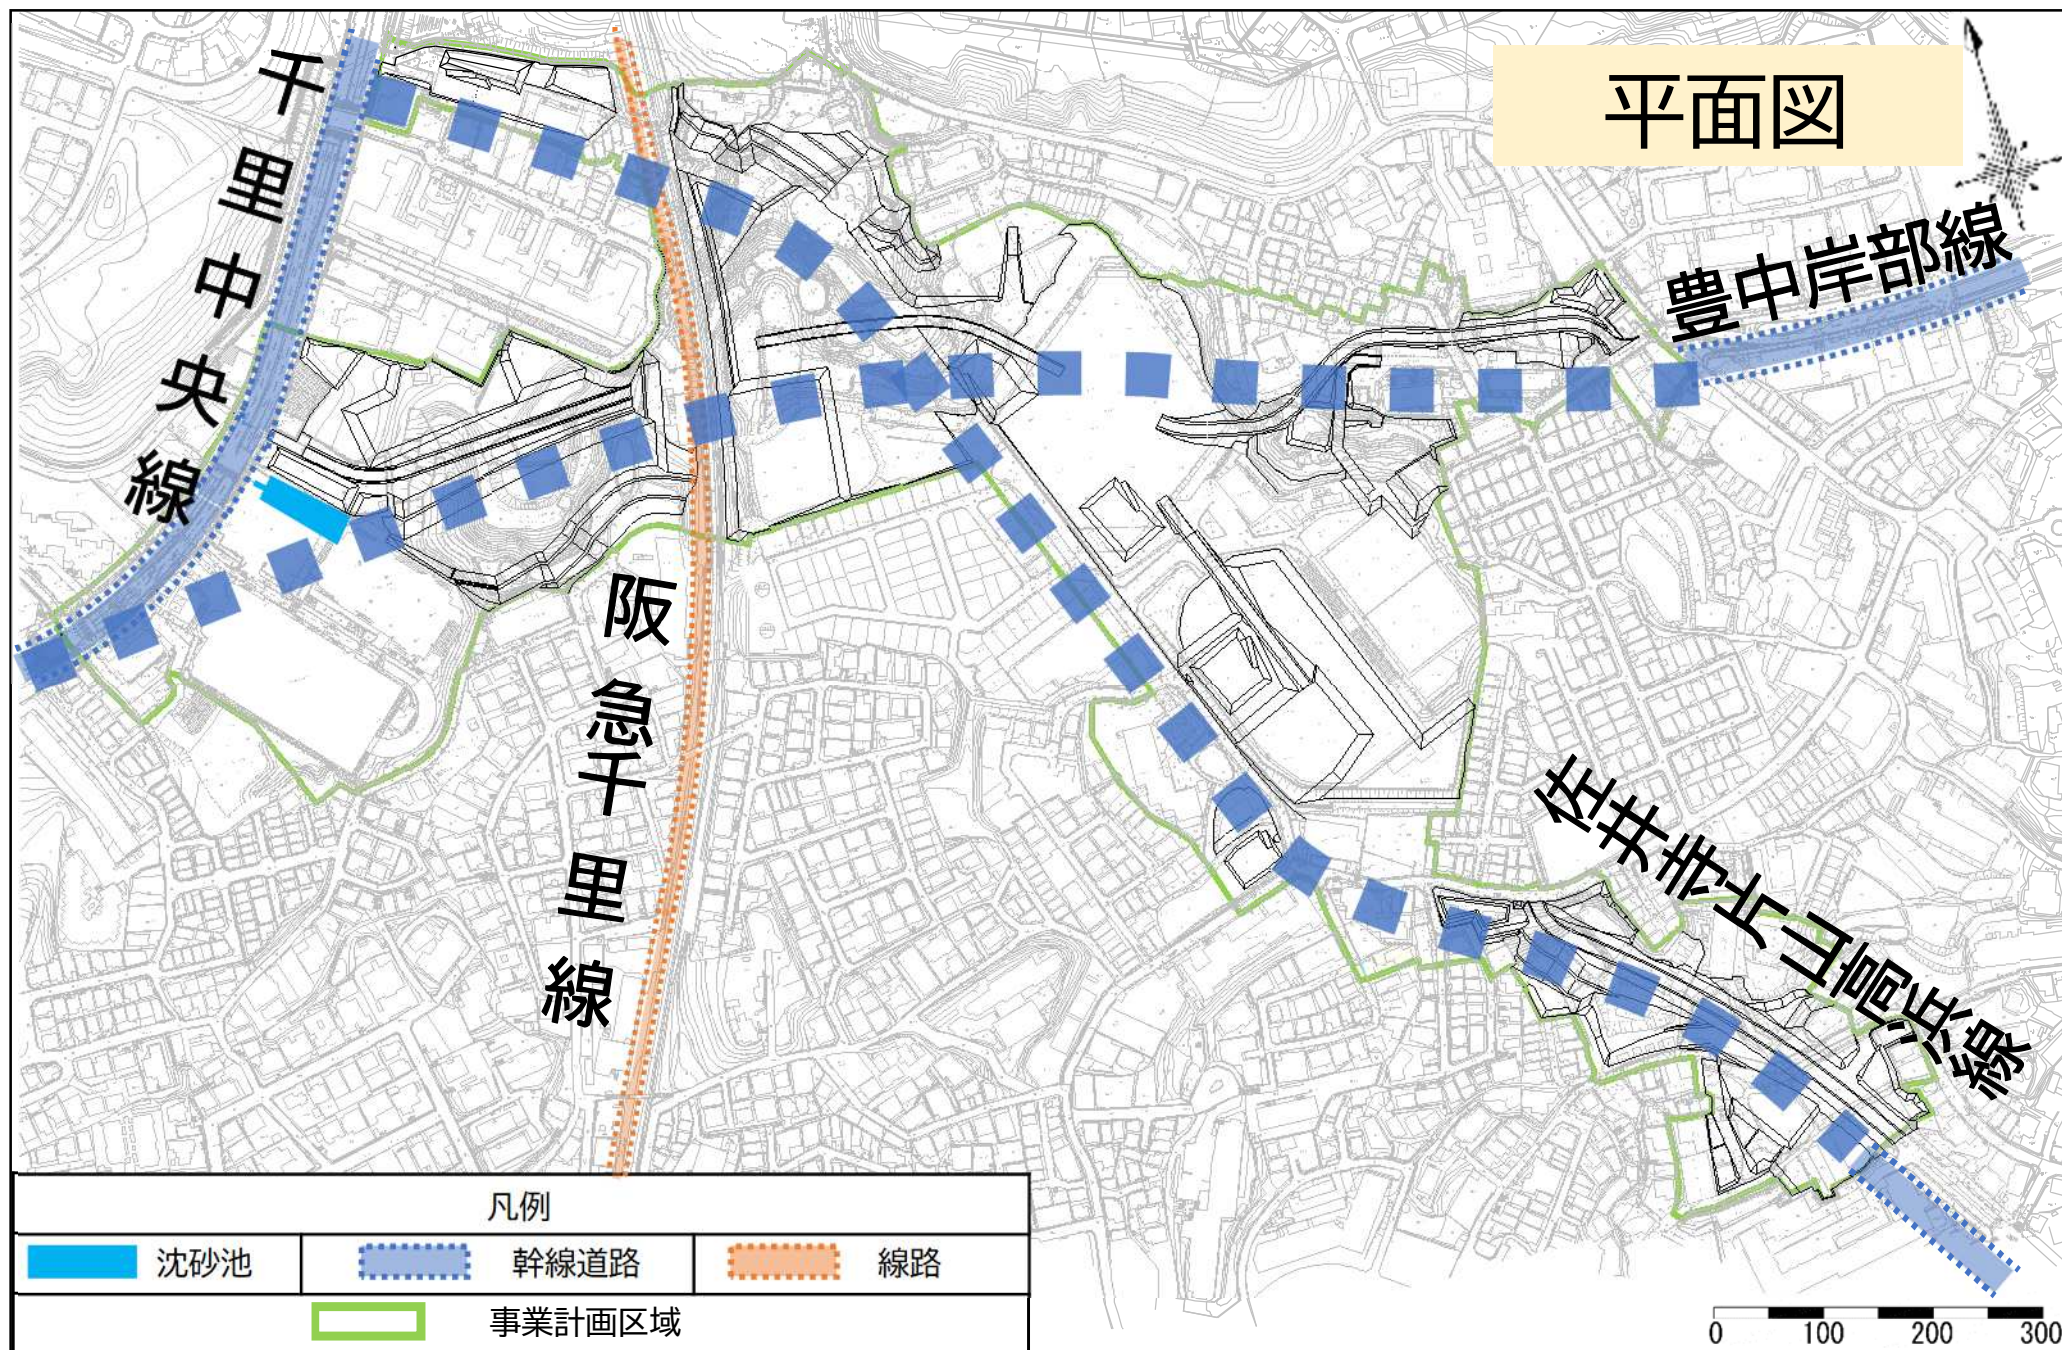 平面図
千里中央線
豊中岸部線
阪急千里線
佐井寺片山高浜線
凡例
沈砂池
幹線道路
線路
事業計画区域
0 100 200 300